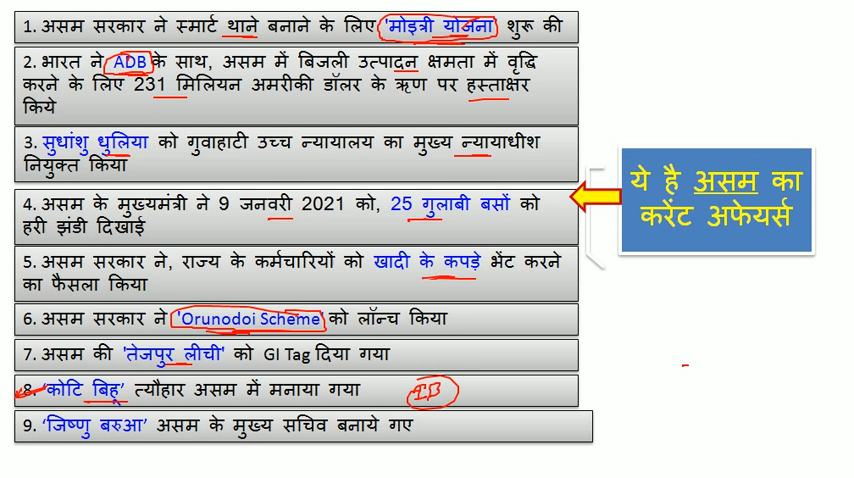 1. असम सरकार ने स्मार्ट थाने बनाने के लिए 'मोइत्री योजना' शुरू की
2. भारत ने ADB के साथ, असम में बिजली उत्पादन क्षमता में वृद्धि
करने के लिए 231 मिलियन अमरीकी डॉलर के ऋण पर हस्ताक्षर
किये
3. सुधांशु धुलिया को गुवाहाटी उच्च न्यायालय का मुख्य न्यायाधीश
नियुक्त किया
4. असम के मुख्यमंत्री ने 9 जनवरी 2021 को, 25 गुलाबी बसों को
हरी झंडी दिखाई
5. असम सरकार ने, राज्य के कर्मचारियों को खादी के कपड़े भेंट करने
का फैसला किया
6. असम सरकार ने 'Orunodoi Scheme' को लॉन्च किया
7. असम की 'तेजपुर लीची' को GI Tag दिया गया
8. 'कोटि बिहू' त्यौहार असम में मनाया गया
9. 'जिष्णु बरुआ' असम के मुख्य सचिव बनाये गए
ये है असम का
करेंट अफेयर्स